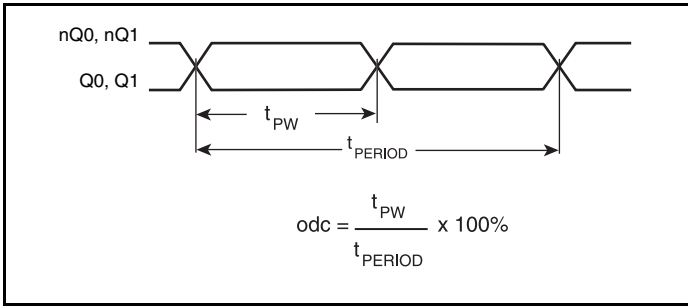 nQ0, nQ1
Q0, Q1
tPW
tPERIOD
odc = tPW / tPERIOD x 100%